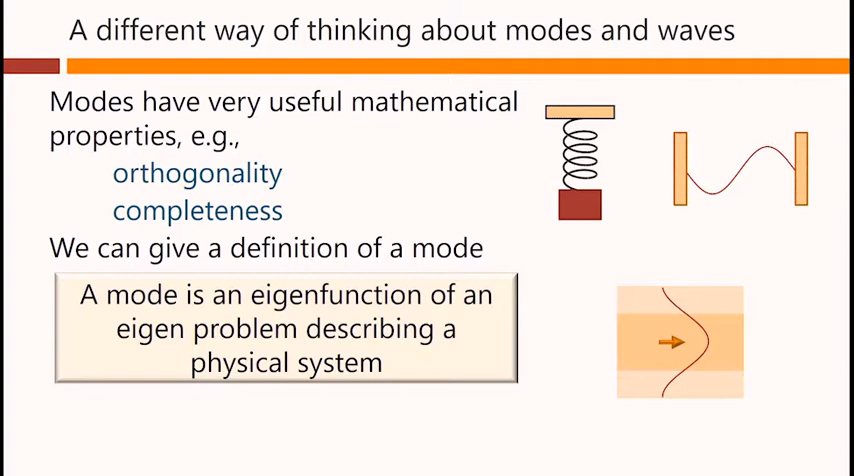 A different way of thinking about modes and waves
Modes have very useful mathematical
properties, e.g.,
orthogonality
completeness
We can give a definition of a mode
A mode is an eigenfunction of an
eigen problem describing a
physical system